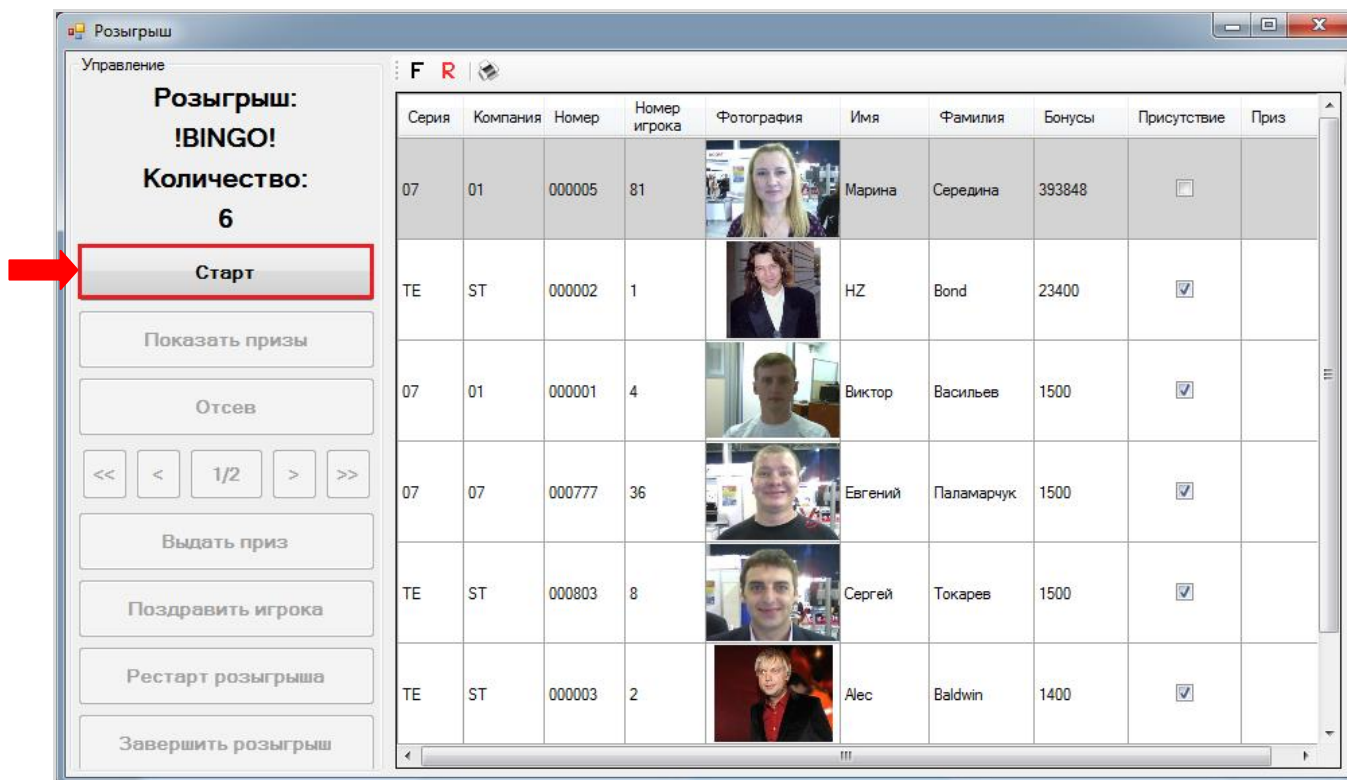 Розыгрыш
Управление
Розыгрыш:
!BINGO!
Количество:
6
Старт
Показать призы
Отсев
<< < 1/2 > >>
Выдать приз
Поздравить игрока
Рестарт розыгрыша
Завершить розыгрыш
F R
Серия Компания Номер Номер игрока Фотография Имя Фамилия Бонусы Присутствие Приз
07 01 000005 81 Марина Середина 393848
TE ST 000002 1 HZ Bond 23400
07 01 000001 4 Виктор Васильев 1500
07 07 000777 36 Евгений Паламарчук 1500
TE ST 000803 8 Сергей Токарев 1500
TE ST 000003 2 Alec Baldwin 1400